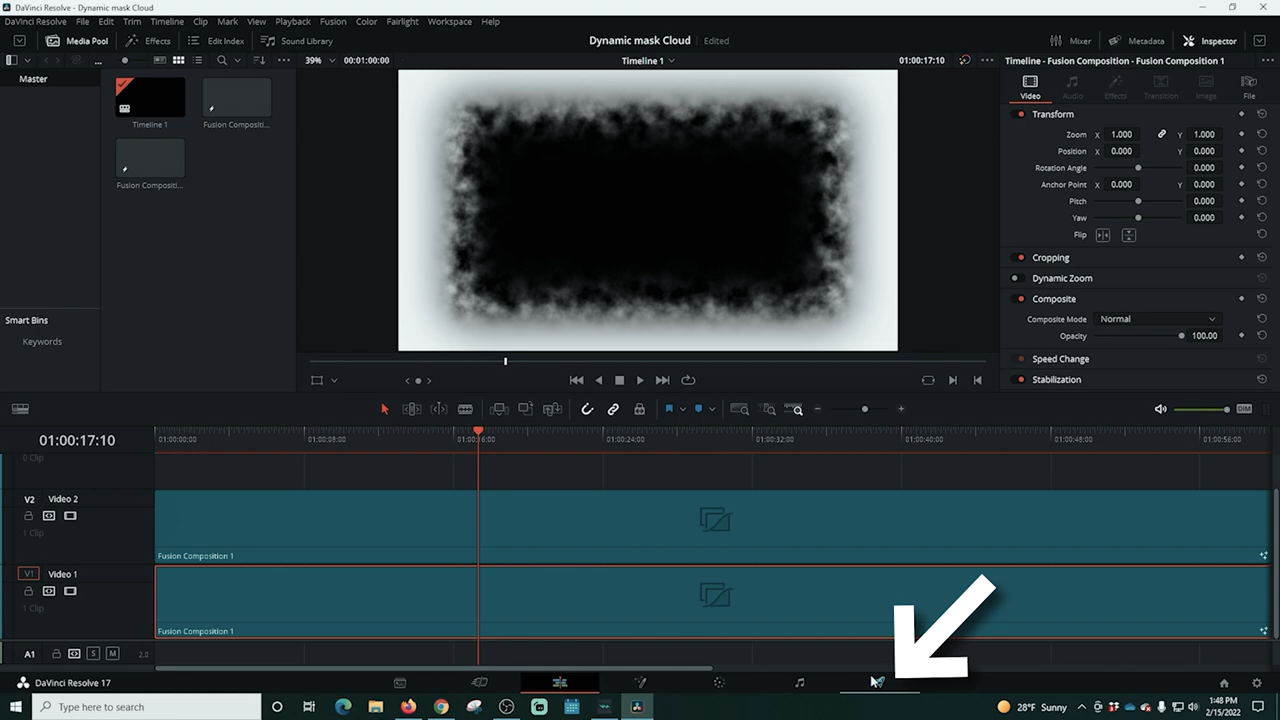 DaVinci Resolve - Dynamic mask Cloud
DaVinci Resolve File Edit Trim Timeline Clip Mark View Playback Fusion Color Fairlight Workspace Help
Media Pool Effects Edit Index Sound Library Dynamic mask Cloud Edited Mixer Metadata Inspector
39% 00:01:00:00 Timeline 1 01:00:17:10 Timeline - Fusion Composition - Fusion Composition 1
Master
Video Audio Effects Transition Image File
Timeline 1 Fusion Compositi...
Fusion Compositi...
Transform
Zoom X 1.000 Y 1.000
Position X 0.000 Y 0.000
Rotation Angle 0.000
Anchor Point X 0.000 Y 0.000
Pitch 0.000
Yaw 0.000
Flip
Cropping
Dynamic Zoom
Composite
Composite Mode Normal
Opacity 100.00
Speed Change
Stabilization
Smart Bins
Keywords
DIM
01:00:17:10
01:00:00:00 01:00:08:00 01:00:16:00 01:00:24:00 01:00:32:00 01:00:40:00 01:00:48:00 01:00:56:00
0 Clip
V2 Video 2
1 Clip
Fusion Composition 1
V1 Video 1
1 Clip
Fusion Composition 1
A1 S M 2.0
DaVinci Resolve 17
Type here to search
28°F Sunny
1:48 PM
2/15/2022